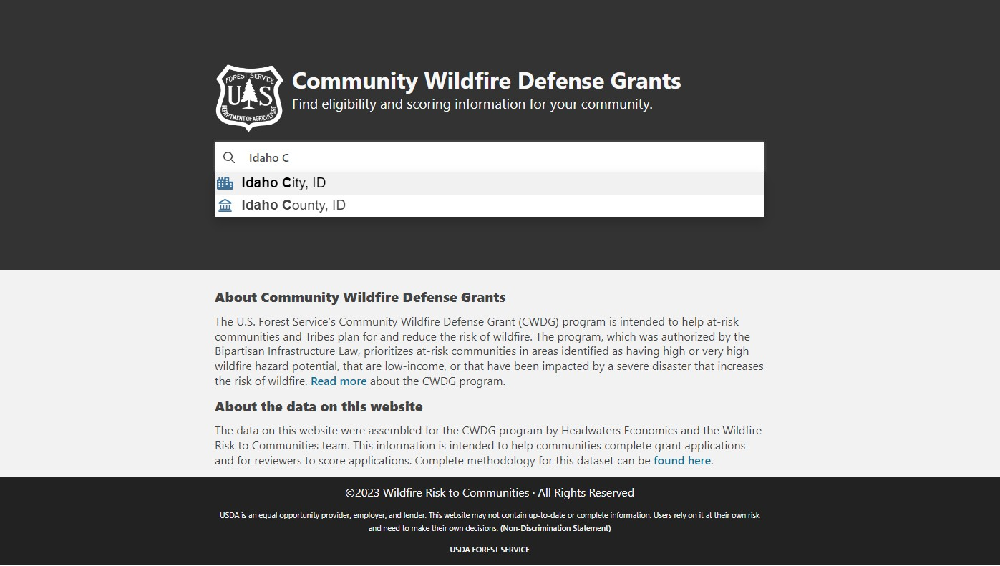 FOREST SERVICE
U S
DEPARTMENT OF AGRICULTURE
Community Wildfire Defense Grants
Find eligibility and scoring information for your community.
Idaho C
Idaho City, ID
Idaho County, ID
About Community Wildfire Defense Grants
The U.S. Forest Service’s Community Wildfire Defense Grant (CWDG) program is intended to help at-risk
communities and Tribes plan for and reduce the risk of wildfire. The program, which was authorized by the
Bipartisan Infrastructure Law, prioritizes at-risk communities in areas identified as having high or very high
wildfire hazard potential, that are low-income, or that have been impacted by a severe disaster that increases
the risk of wildfire. Read more about the CWDG program.
About the data on this website
The data on this website were assembled for the CWDG program by Headwaters Economics and the Wildfire
Risk to Communities team. This information is intended to help communities complete grant applications
and for reviewers to score applications. Complete methodology for this dataset can be found here.
©2023 Wildfire Risk to Communities · All Rights Reserved
USDA is an equal opportunity provider, employer, and lender. This website may not contain up-to-date or complete information. Users rely on it at their own risk
and need to make their own decisions. (Non-Discrimination Statement)
USDA FOREST SERVICE